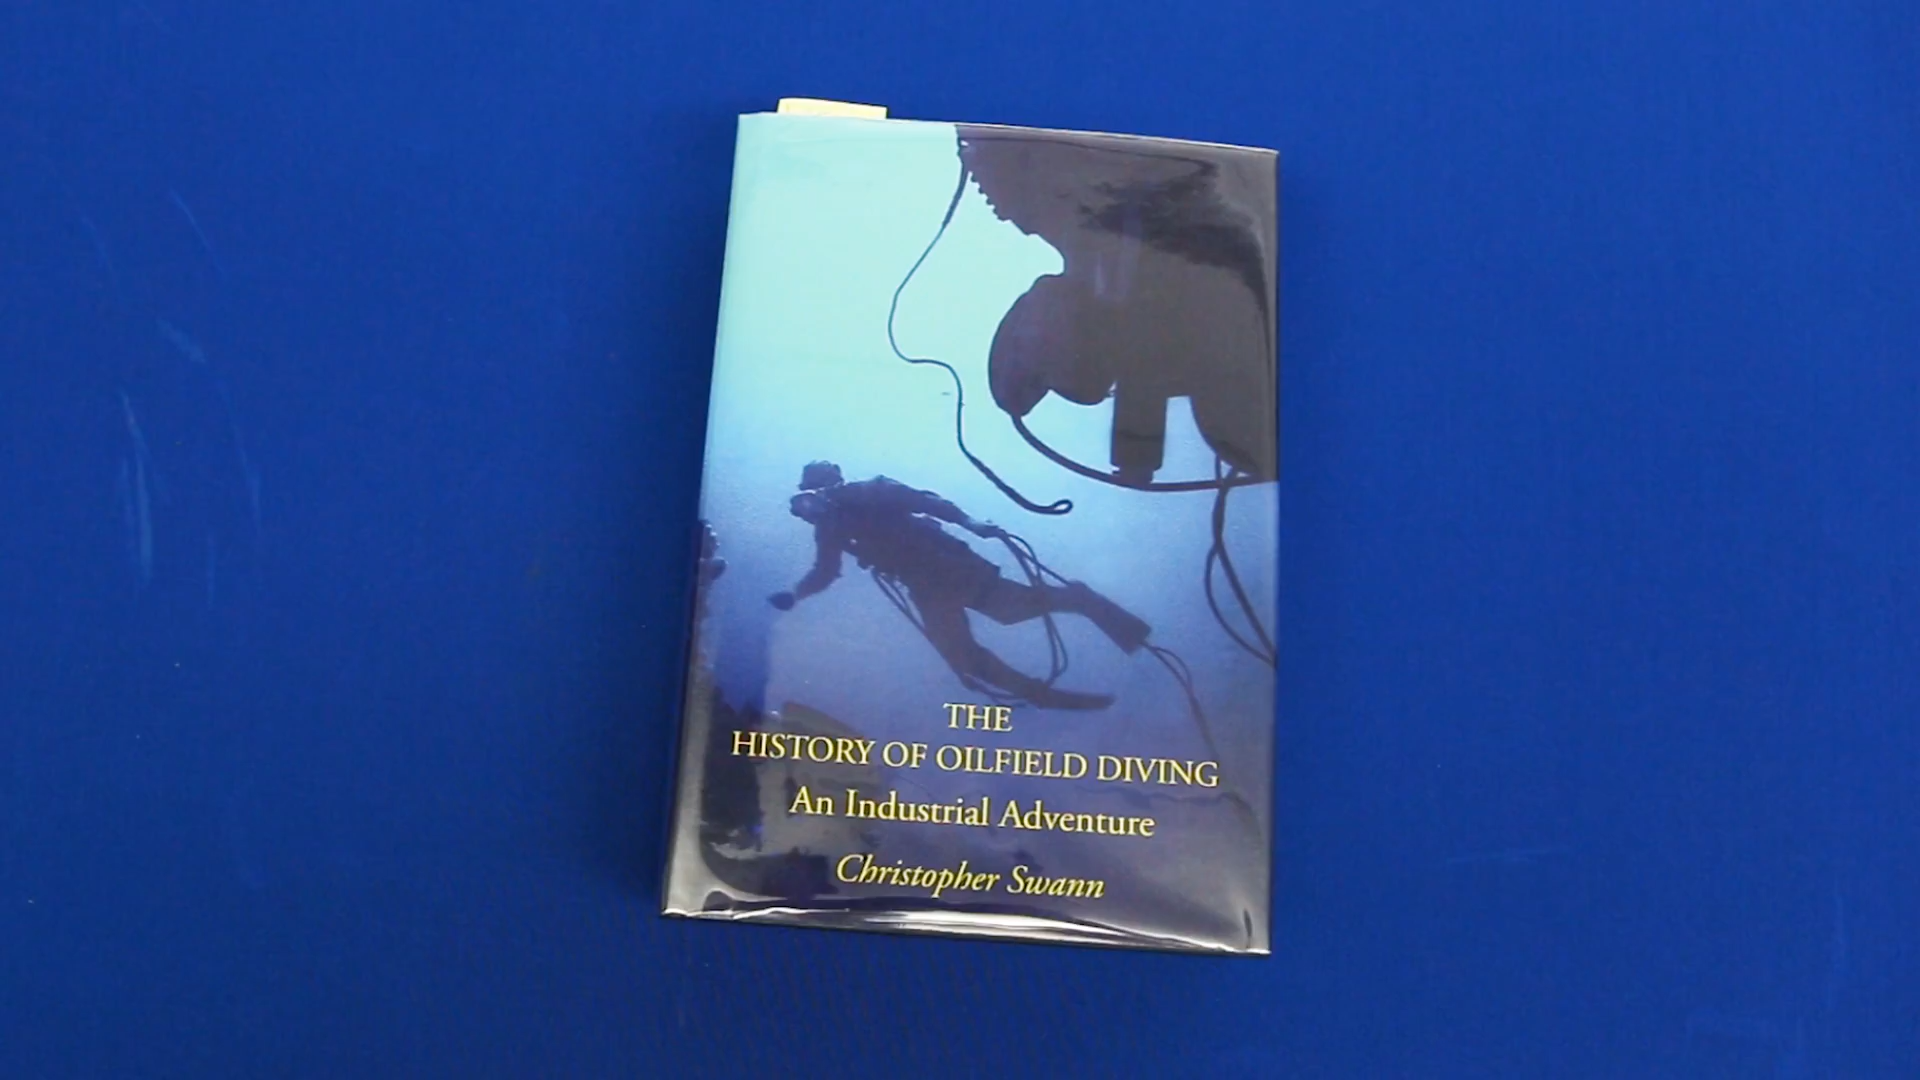 THE
HISTORY OF OILFIELD DIVING
An Industrial Adventure
Christopher Swann